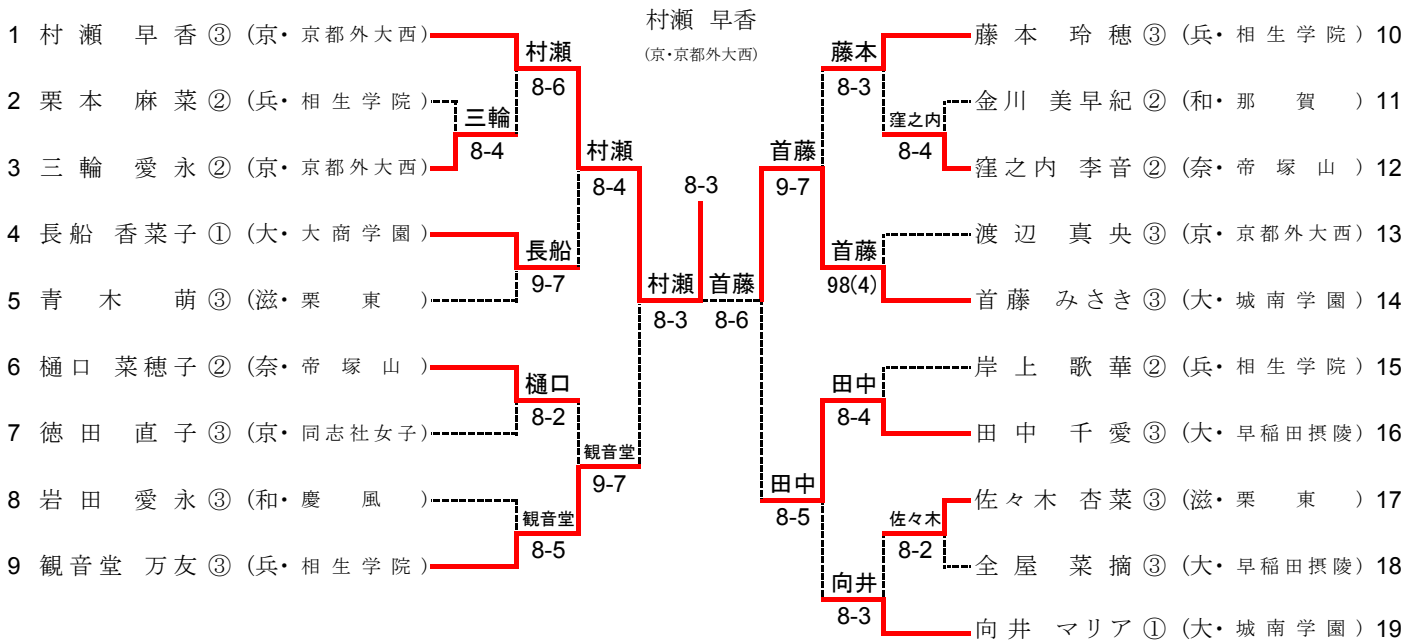 村瀬 早香
(京・京都外大西)
1 村瀬 早香 ③ (京・京都外大西)
2 栗本 麻菜 ② (兵・相生学院)
3 三輪 愛永 ② (京・京都外大西)
4 長船 香菜子 ① (大・大商学園)
5 青木 萌 ③ (滋・栗東)
6 樋口 菜穂子 ② (奈・帝塚山)
7 徳田 直子 ③ (京・同志社女子)
8 岩田 愛永 ③ (和・慶風)
9 観音堂 万友 ③ (兵・相生学院)
村瀬
8-6
三輪
8-4
村瀬
8-4
長船
9-7
樋口
8-2
観音堂
9-7
観音堂
8-5
村瀬
8-3
8-3
首藤
8-6
藤本
8-3
窪之内
8-4
首藤
9-7
首藤
98(4)
田中
8-4
田中
8-5
佐々木
8-2
向井
8-3
藤本 玲穂 ③ (兵・相生学院) 10
金川 美早紀 ② (和・那賀) 11
窪之内 李音 ② (奈・帝塚山) 12
渡辺 真央 ③ (京・京都外大西) 13
首藤 みさき ③ (大・城南学園) 14
岸上 歌華 ② (兵・相生学院) 15
田中 千愛 ③ (大・早稲田摂陵) 16
佐々木 杏菜 ③ (滋・栗東) 17
全屋 菜摘 ③ (大・早稲田摂陵) 18
向井 マリア ① (大・城南学園) 19